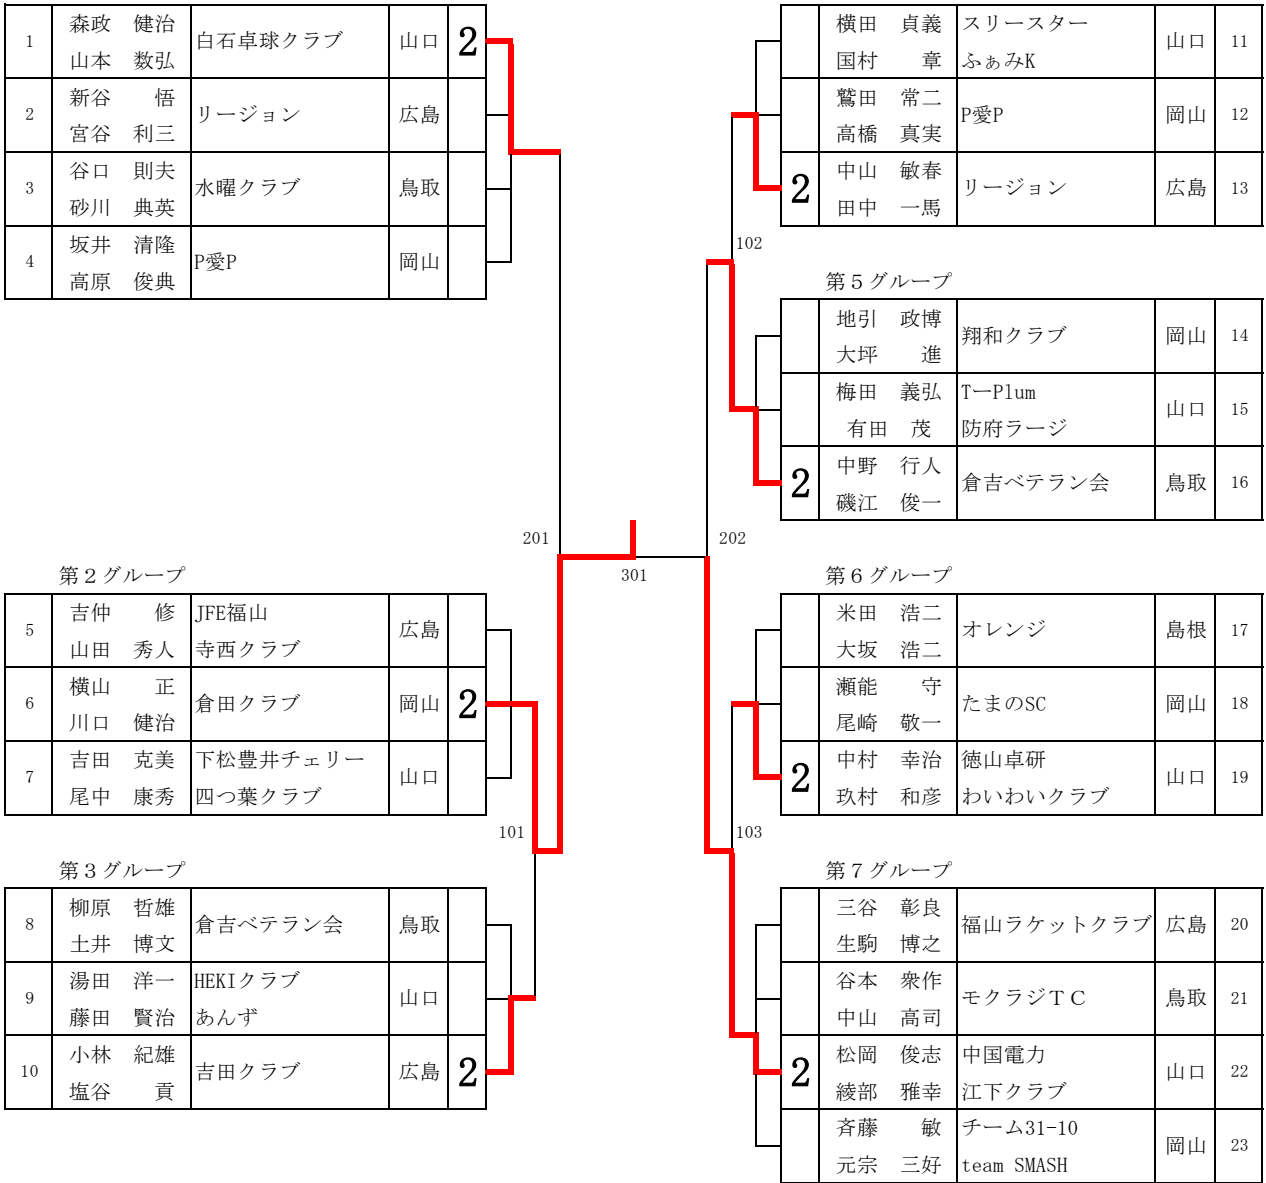 1 森政 健治 白石卓球クラブ 山口 2
山本 数弘
2 新谷 悟 リージョン 広島
宮谷 利三
3 谷口 則夫 水曜クラブ 鳥取
砂川 典英
4 坂井 清隆 P愛P 岡山
高原 俊典
201
第２グループ
5 吉仲 修 JFE福山 広島
山田 秀人 寺西クラブ
6 横山 正 倉田クラブ 岡山 2
川口 健治
7 吉田 克美 下松豊井チェリー 山口
尾中 康秀 四つ葉クラブ
101
第３グループ
8 柳原 哲雄 倉吉ベテラン会 鳥取
土井 博文
9 湯田 洋一 HEKIクラブ 山口
藤田 賢治 あんず
10 小林 紀雄 吉田クラブ 広島 2
塩谷 貢
301
横田 貞義 スリースター 山口 11
国村 章 ふぁみK
鷲田 常二 P愛P 岡山 12
高橋 真実
2 中山 敏春 リージョン 広島 13
田中 一馬
102
第５グループ
地引 政博 翔和クラブ 岡山 14
大坪 進
梅田 義弘 TーPlum 山口 15
有田 茂 防府ラージ
2 中野 行人 倉吉ベテラン会 鳥取 16
磯江 俊一
202
第６グループ
米田 浩二 オレンジ 島根 17
大坂 浩二
瀬能 守 たまのSC 岡山 18
尾崎 敬一
2 中村 幸治 徳山卓研 山口 19
玖村 和彦 わいわいクラブ
103
第７グループ
三谷 彰良 福山ラケットクラブ 広島 20
生駒 博之
谷本 衆作 モクラジＴＣ 鳥取 21
中山 高司
2 松岡 俊志 中国電力 山口 22
綾部 雅幸 江下クラブ
斉藤 敏 チーム31-10 岡山 23
元宗 三好 team SMASH